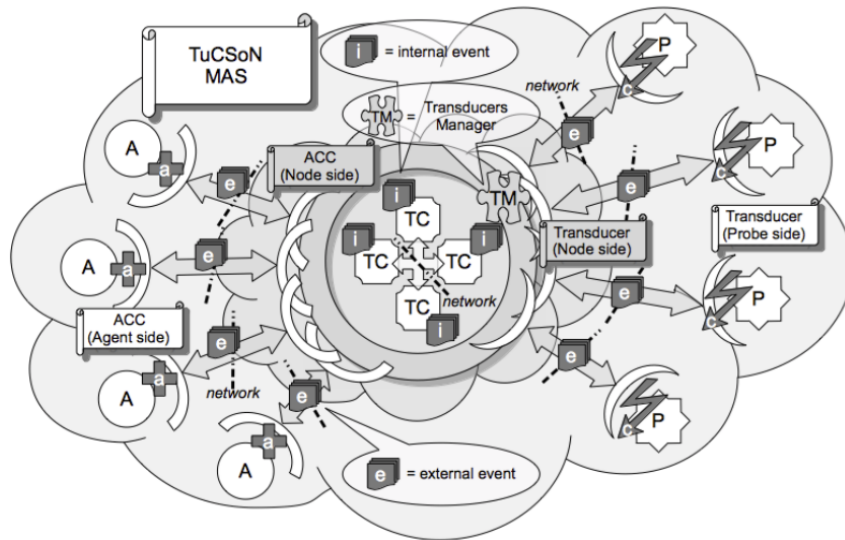 TuCSoN
MAS
i = internal event
network
TM = Transducers
Manager
ACC
(Node side)
P
c
e
A
a
e
P
c
e
TM
i
TC
i
i
TC
TC
TC
i
network
Transducer
(Node side)
Transducer
(Probe side)
A
a
e
e
P
c
ACC
(Agent side)
e
A
a
network
e
e
P
c
A
a
e = external event